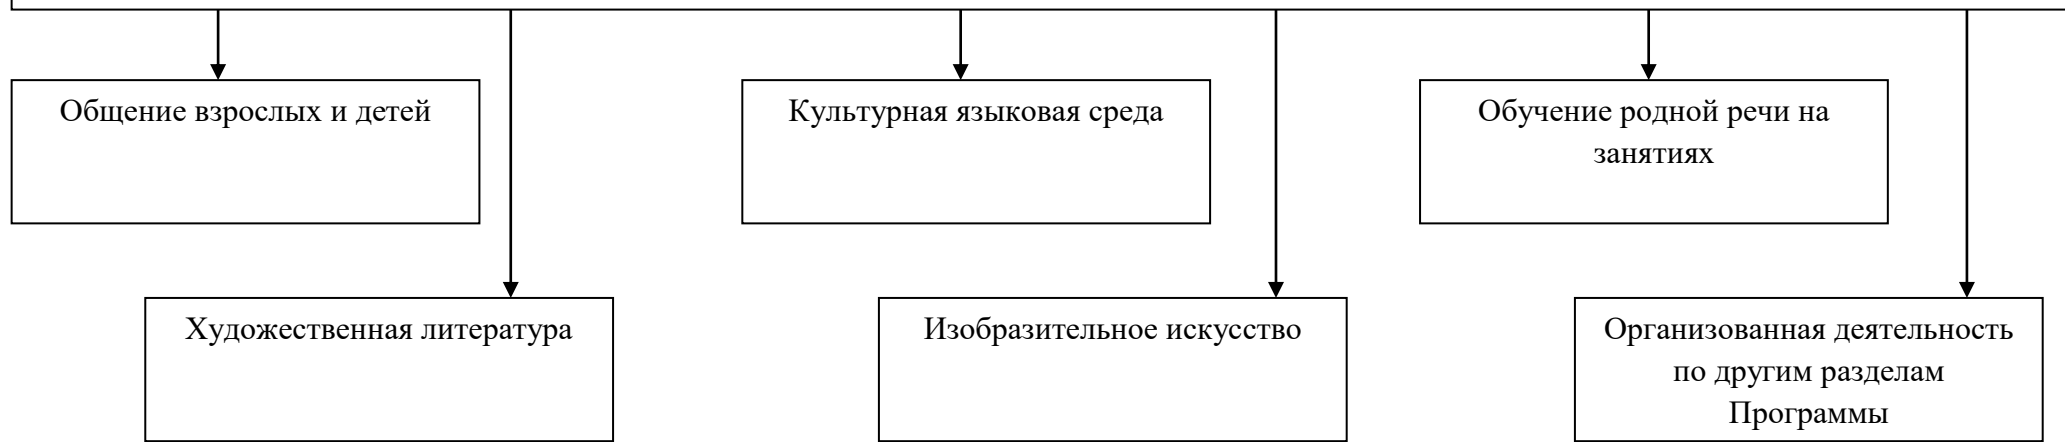 Общение взрослых и детей
Культурная языковая среда
Обучение родной речи на
занятиях
Художественная литература
Изобразительное искусство
Организованная деятельность
по другим разделам
Программы